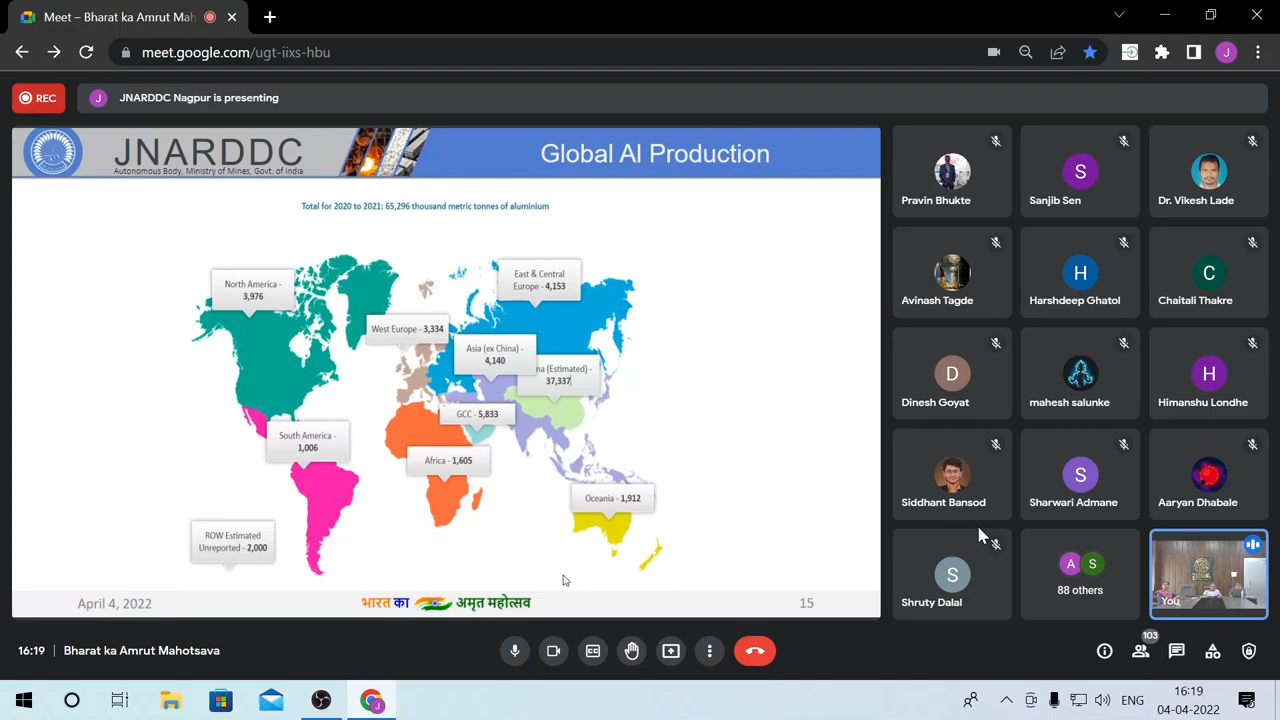 Meet – Bharat ka Amrut Mah
meet.google.com/ugt-iixs-hbu
J
REC
J
JNARDDC Nagpur is presenting
JNARDDC
Autonomous Body, Ministry of Mines, Govt. of India
Global Al Production
Total for 2020 to 2021: 65,296 thousand metric tonnes of aluminium
North America -
3,976
East & Central
Europe - 4,153
West Europe - 3,334
Asia (ex China) -
4,140
na (Estimated) -
37,337
GCC - 5,833
South America -
1,006
Africa - 1,605
Oceania - 1,912
ROW Estimated
Unreported - 2,000
April 4, 2022
भारत का अमृत महोत्सव
15
Pravin Bhukte
S
Sanjib Sen
Dr. Vikesh Lade
Avinash Tagde
H
Harshdeep Ghatol
C
Chaitali Thakre
D
Dinesh Goyat
mahesh salunke
H
Himanshu Londhe
Siddhant Bansod
S
Sharwari Admane
Aaryan Dhabale
S
Shruty Dalal
A S
88 others
16:19 | Bharat ka Amrut Mahotsava
103
ENG
16:19
04-04-2022